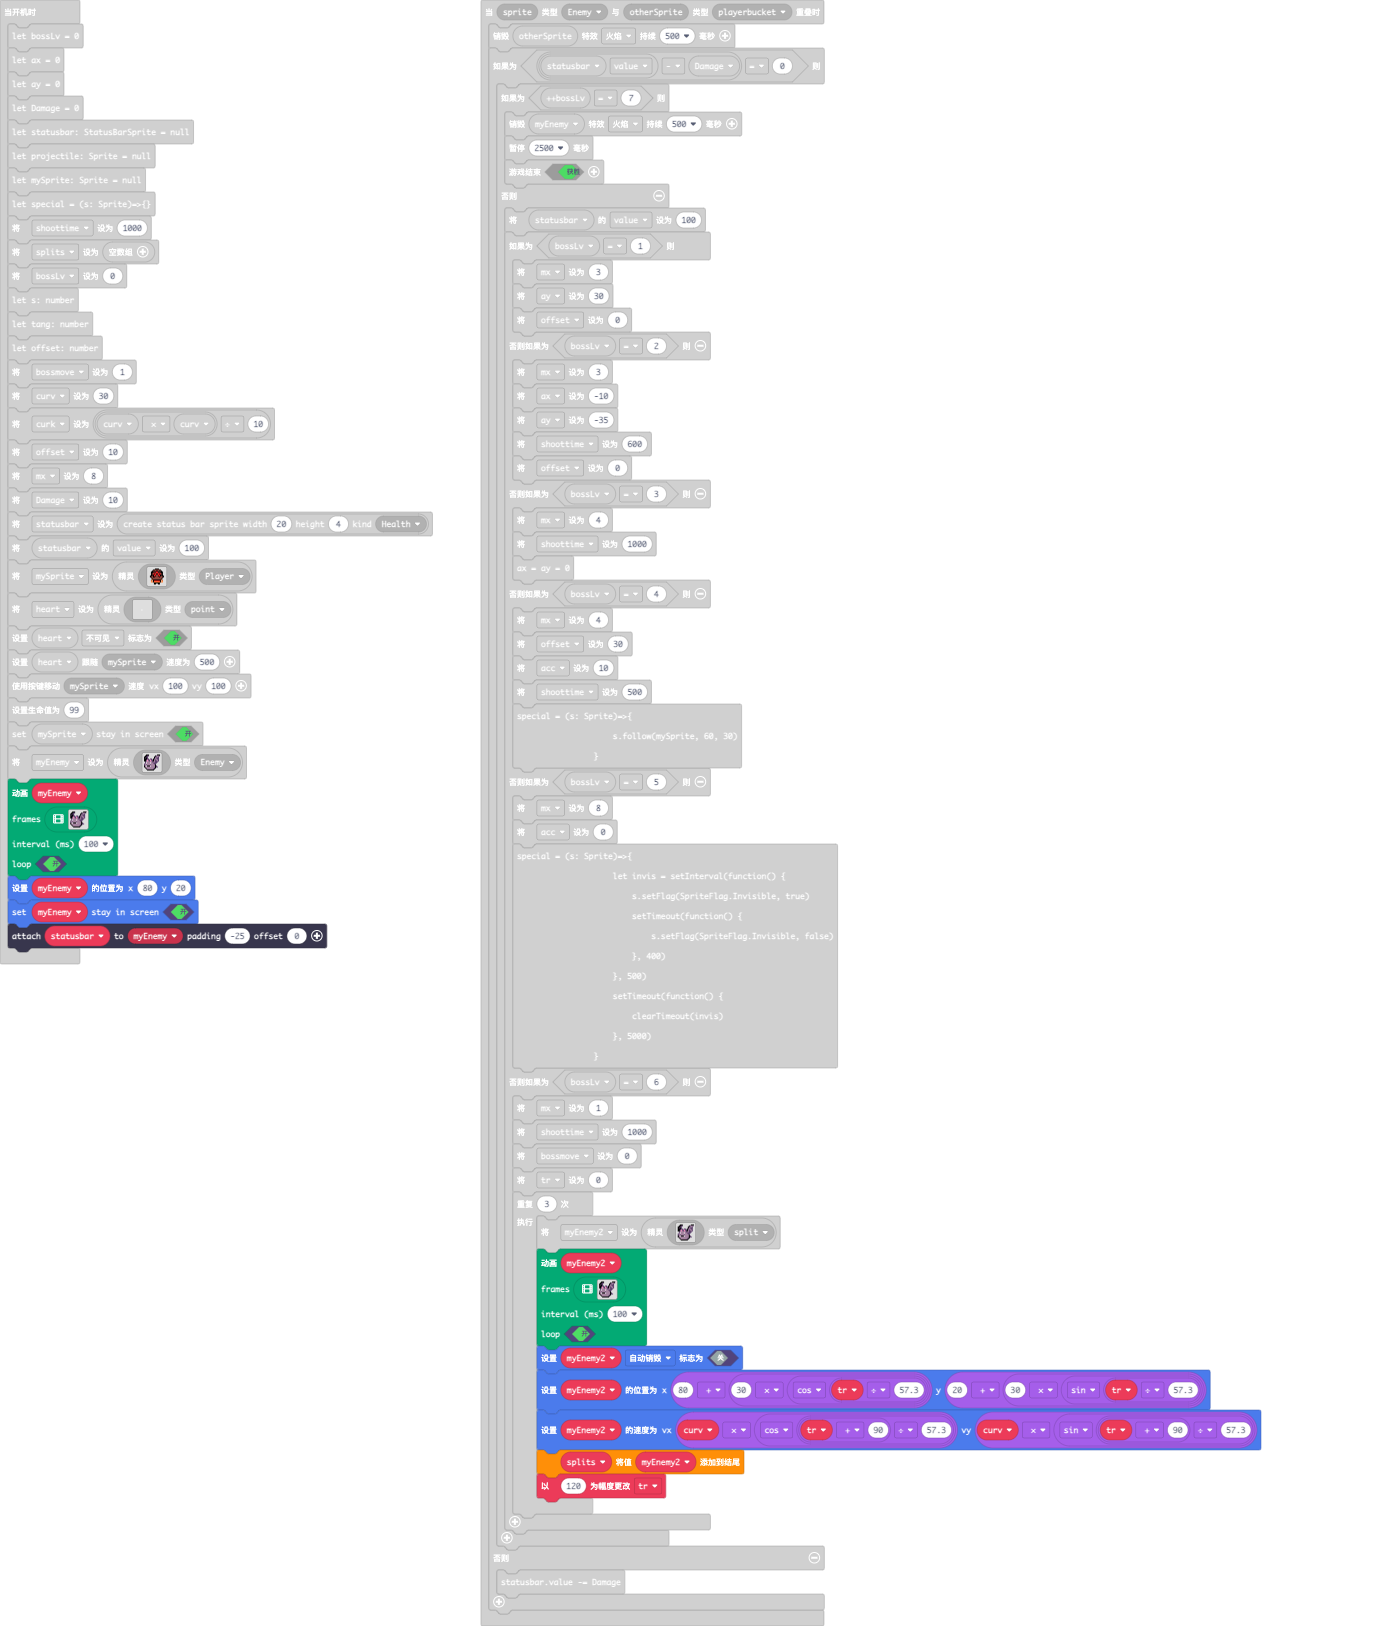 当开机时
let bossLv = 0
let ax = 0
let ay = 0
let Damage = 0
let statusbar: StatusBarSprite = null
let projectile: Sprite = null
let mySprite: Sprite = null
let special = (s: Sprite)=>{}
将 shoottime 设为 1000
将 splits 设为 空数组
将 bossLv 设为 0
let s: number
let tang: number
let offset: number
将 bossmove 设为 1
将 curv 设为 30
将 curk 设为 curv × curv ÷ 10
将 offset 设为 10
将 mx 设为 8
将 Damage 设为 10
将 statusbar 设为 create status bar sprite width 20 height 4 kind Health
将 statusbar 的 value 设为 100
将 mySprite 设为 精灵 类型 Player
将 heart 设为 精灵 类型 point
设置 heart 不可见 标志为 开
设置 heart 跟随 mySprite 速度为 500
使用按键移动 mySprite 速度 vx 100 vy 100
设置生命值为 99
set mySprite stay in screen 开
将 myEnemy 设为 精灵 类型 Enemy
动画 myEnemy
frames
interval (ms) 100
loop 开
设置 myEnemy 的位置为 x 80 y 20
set myEnemy stay in screen 开
attach statusbar to myEnemy padding -25 offset 0
当 sprite 类型 Enemy 与 otherSprite 类型 playerbucket 重叠时
销毁 otherSprite 特效 火焰 持续 500 毫秒
如果为 statusbar value - Damage = 0 则
如果为 ++bossLv = 7 则
销毁 myEnemy 特效 火焰 持续 500 毫秒
暂停 2500 毫秒
游戏结束 获胜
否则
将 statusbar 的 value 设为 100
如果为 bossLv = 1 则
将 mx 设为 3
将 ay 设为 30
将 offset 设为 0
否则如果为 bossLv = 2 则
将 mx 设为 3
将 ax 设为 -10
将 ay 设为 -35
将 shoottime 设为 600
将 offset 设为 0
否则如果为 bossLv = 3 则
将 mx 设为 4
将 shoottime 设为 1000
ax = ay = 0
否则如果为 bossLv = 4 则
将 mx 设为 4
将 offset 设为 30
将 acc 设为 10
将 shoottime 设为 500
special = (s: Sprite)=>{
s.follow(mySprite, 60, 30)
}
否则如果为 bossLv = 5 则
将 mx 设为 8
将 acc 设为 0
special = (s: Sprite)=>{
let invis = setInterval(function() {
s.setFlag(SpriteFlag.Invisible, true)
setTimeout(function() {
s.setFlag(SpriteFlag.Invisible, false)
}, 400)
}, 500)
setTimeout(function() {
clearTimeout(invis)
}, 5000)
}
否则如果为 bossLv = 6 则
将 mx 设为 1
将 shoottime 设为 1000
将 bossmove 设为 0
将 tr 设为 0
重复 3 次
执行
将 myEnemy2 设为 精灵 类型 split
动画 myEnemy2
frames
interval (ms) 100
loop 开
设置 myEnemy2 自动销毁 标志为 关
设置 myEnemy2 的位置为 x 80 + 30 × cos tr ÷ 57.3 y 20 + 30 × sin tr ÷ 57.3
设置 myEnemy2 的速度为 vx curv × cos tr + 90 ÷ 57.3 vy curv × sin tr + 90 ÷ 57.3
splits 将值 myEnemy2 添加到结尾
以 120 为幅度更改 tr
否则
statusbar.value -= Damage